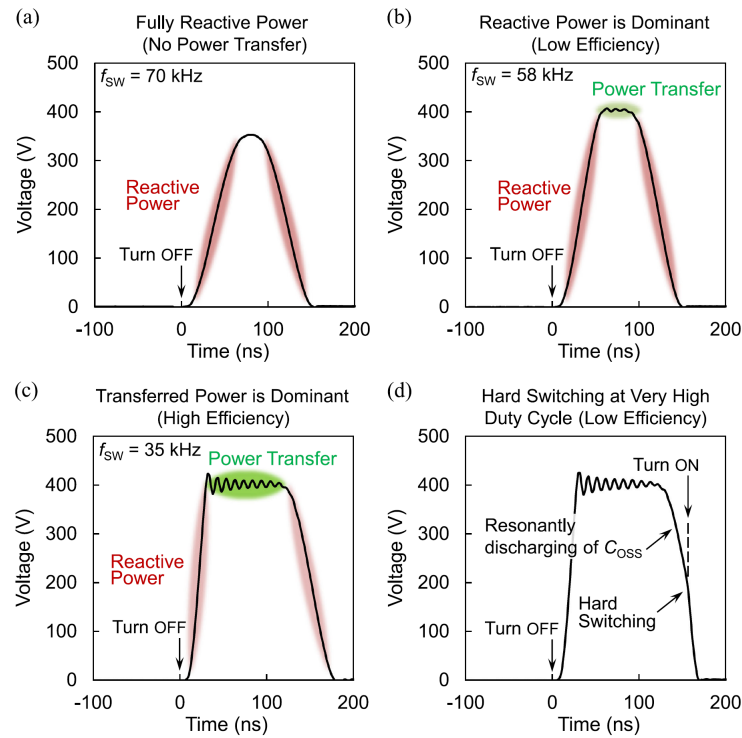 (a)
Fully Reactive Power
(No Power Transfer)
500
400
300
200
100
0
Voltage (V)
fSW = 70 kHz
Reactive
Power
Turn OFF
-100
0
100
200
Time (ns)
(b)
Reactive Power is Dominant
(Low Efficiency)
500
400
300
200
100
0
Voltage (V)
fSW = 58 kHz
Power Transfer
Reactive
Power
Turn OFF
-100
0
100
200
Time (ns)
(c)
Transferred Power is Dominant
(High Efficiency)
500
400
300
200
100
0
Voltage (V)
fSW = 35 kHz
Power Transfer
Reactive
Power
Turn OFF
-100
0
100
200
Time (ns)
(d)
Hard Switching at Very High
Duty Cycle (Low Efficiency)
500
400
300
200
100
0
Voltage (V)
Turn ON
Resonantly
discharging of COSS
Hard
Switching
Turn OFF
-100
0
100
200
Time (ns)